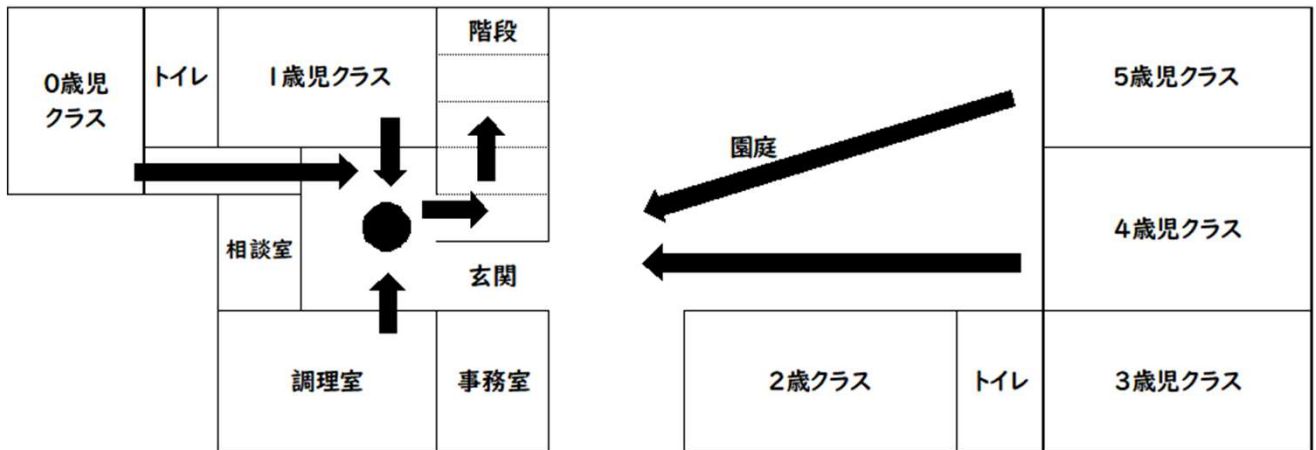 階段
0歳児
クラス
トイレ
1歳児クラス
5歳児クラス
園庭
相談室
4歳児クラス
玄関
調理室
事務室
2歳クラス
トイレ
3歳児クラス